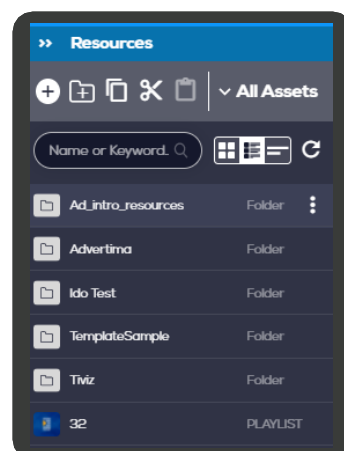 Resources
All Assets
Name or Keyword..
Ad_intro_resources Folder
Advertima Folder
Ido Test Folder
TemplateSample Folder
Tiviz Folder
32 PLAYLIST